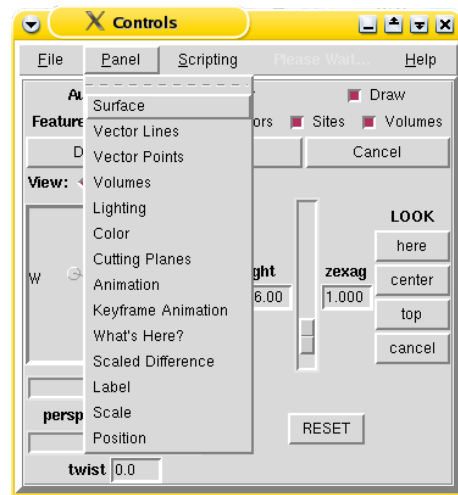 Controls
File Panel Scripting Please Wait... Help
Draw
Sites Volumes
Cancel
View:
Surface
Vector Lines
Vector Points
Volumes
Lighting
Color
Cutting Planes
Animation
Keyframe Animation
What's Here?
Scaled Difference
Label
Scale
Position
W
zexag
6.00 1.000
LOOK
here
center
top
cancel
persp
RESET
twist 0.0